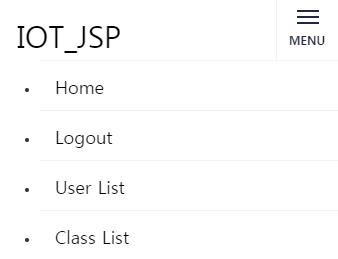 IOT_JSP
MENU
Home
Logout
User List
Class List